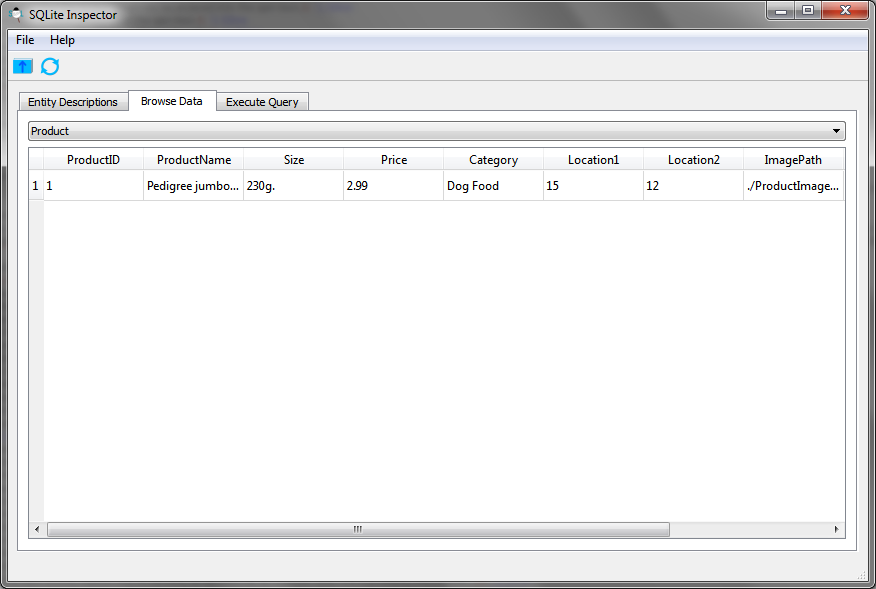 SQLite Inspector
File Help
Entity Descriptions Browse Data Execute Query
Product
ProductID ProductName Size Price Category Location1 Location2 ImagePath
1 1 Pedigree jumbo... 230g. 2.99 Dog Food 15 12 ./ProductImage...